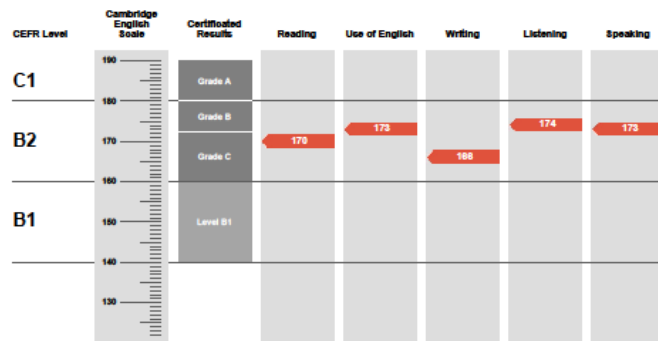 Cambridge
English
Scale
Certificated
Results
CEFR Level
Reading
Use of English
Writing
Listening
Speaking
190
C1
Grade A
180
Grade B
174
173
173
B2
170
170
166
Grade C
160
B1
Level B1
150
140
130